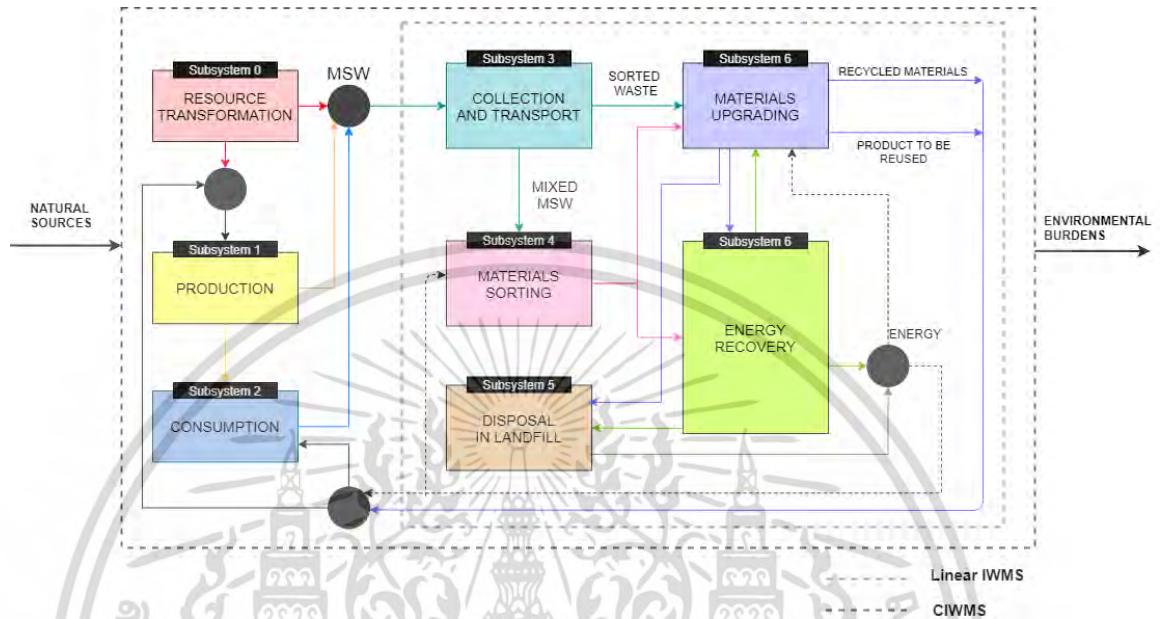 Subsystem 0
RESOURCE
TRANSFORMATION
MSW
Subsystem 3
COLLECTION
AND TRANSPORT
SORTED
WASTE
Subsystem 6
MATERIALS
UPGRADING
RECYCLED MATERIALS
PRODUCT TO BE
REUSED
MIXED
MSW
NATURAL
SOURCES
ENVIRONMENTAL
BURDENS
Subsystem 1
PRODUCTION
Subsystem 4
MATERIALS
SORTING
Subsystem 6
ENERGY
RECOVERY
ENERGY
Subsystem 2
CONSUMPTION
Subsystem 5
DISPOSAL
IN LANDFILL
Linear IWMS
CIWMS